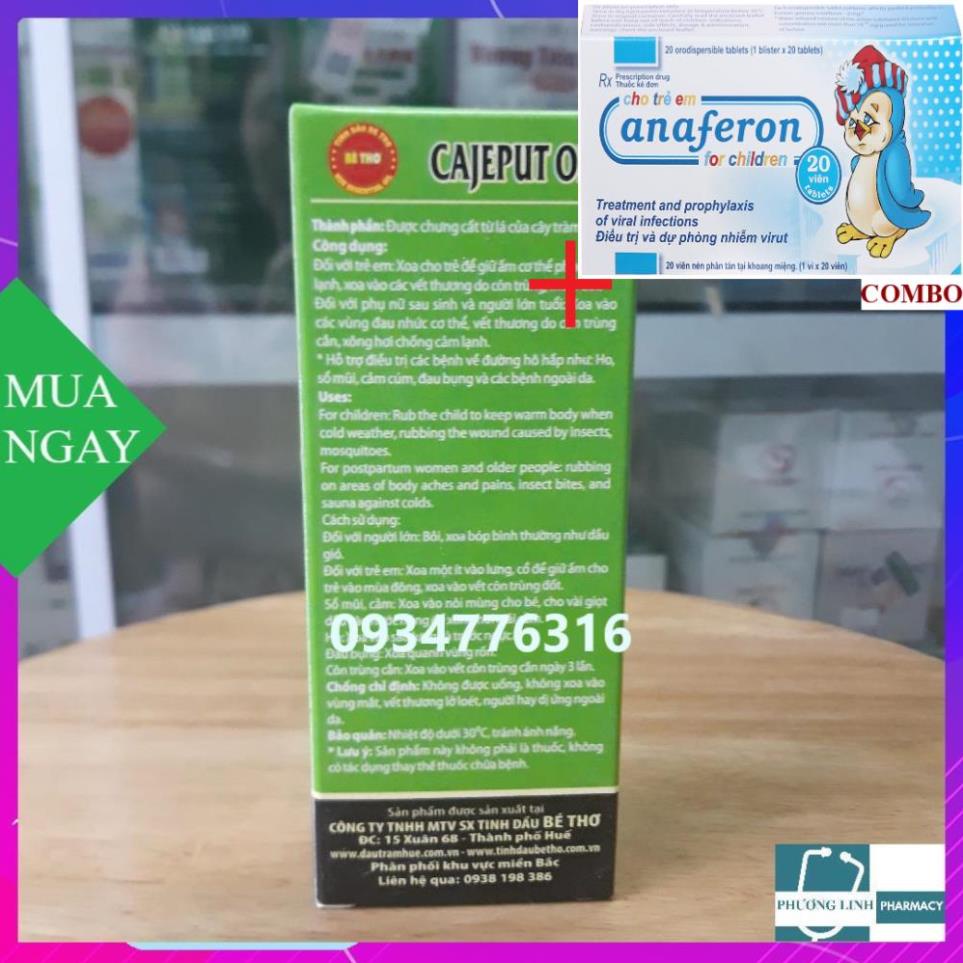 20 orodispersible tablets (1 blister x 20 tablets)
Rx Prescription drug
Thuốc kê đơn
cho trẻ em
anaferon
for children
20
viên
tablets
Treatment and prophylaxis
of viral infections
Điều trị và dự phòng nhiễm virut
20 viên nén phân tán tại khoang miệng. (1 vỉ x 20 viên)
COMBO
MUA
NGAY
BÉ THƠ
CAJEPUT O
Thành phần: Được chưng cất từ lá của cây tràm
Công dụng:
Đối với trẻ em: Xoa cho trẻ để giữ ấm cơ thể
lạnh, xoa vào các vết thương do côn
Đối với phụ nữ sau sinh và người lớn tuổi: Xoa vào
các vùng đau nhức cơ thể, vết thương do côn trùng
cắn, xông hơi chống cảm lạnh.
* Hỗ trợ điều trị các bệnh về đường hô hấp như: Ho,
sổ mũi, cảm cúm, đau bụng và các bệnh ngoài da.
Uses:
For children: Rub the child to keep warm body when
cold weather, rubbing the wound caused by insects,
mosquitoes.
For postpartum women and older people: rubbing
on areas of body aches and pains, insect bites, and
sauna against colds.
Cách sử dụng:
Đối với người lớn: Bôi, xoa bóp bình thường như dầu
gió.
Đối với trẻ em: Xoa một ít vào lưng, cổ để giữ ấm cho
trẻ vào mùa đông, xoa vào vết côn trùng đốt.
Sổ mũi, cảm: Xoa vào nôi mùng cho bé, cho vài giọt
0934776316
Đau bụng: Xoa quanh vùng rốn.
Côn trùng cắn: Xoa vào vết côn trùng cắn ngày 3 lần.
Chống chỉ định: Không được uống, không xoa vào
vùng mắt, vết thương lở loét, người hay dị ứng ngoài
da.
Bảo quản: Nhiệt độ dưới 30°C, tránh ánh nắng.
* Lưu ý: Sản phẩm này không phải là thuốc, không
có tác dụng thay thế thuốc chữa bệnh.
Sản phẩm được sản xuất tại
CÔNG TY TNHH MTV SX TINH DẦU BÉ THƠ
ĐC: 15 Xuân 68 - Thành phố Huế
www.dautramhue.com.vn - www.tinhdaubetho.com.vn
Phân phối khu vực miền Bắc
Liên hệ qua: 0938 198 386
PHƯƠNG LINH PHARMACY